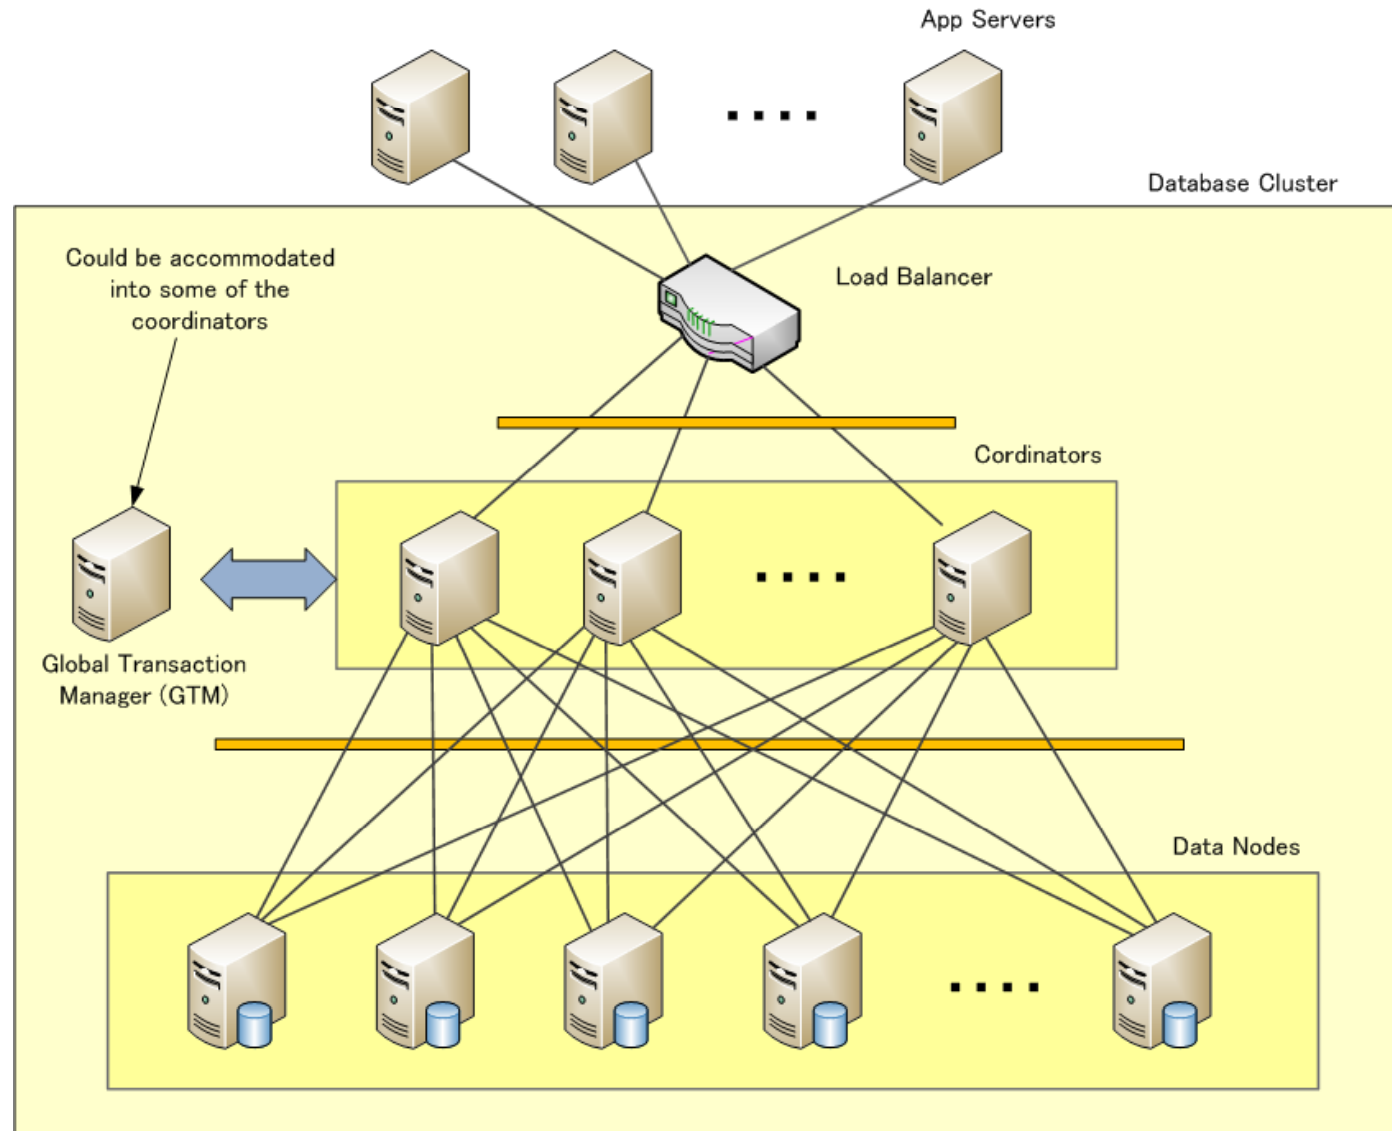 App Servers
Database Cluster
Could be accommodated
into some of the
coordinators
Load Balancer
Cordinators
Global Transaction
Manager (GTM)
Data Nodes